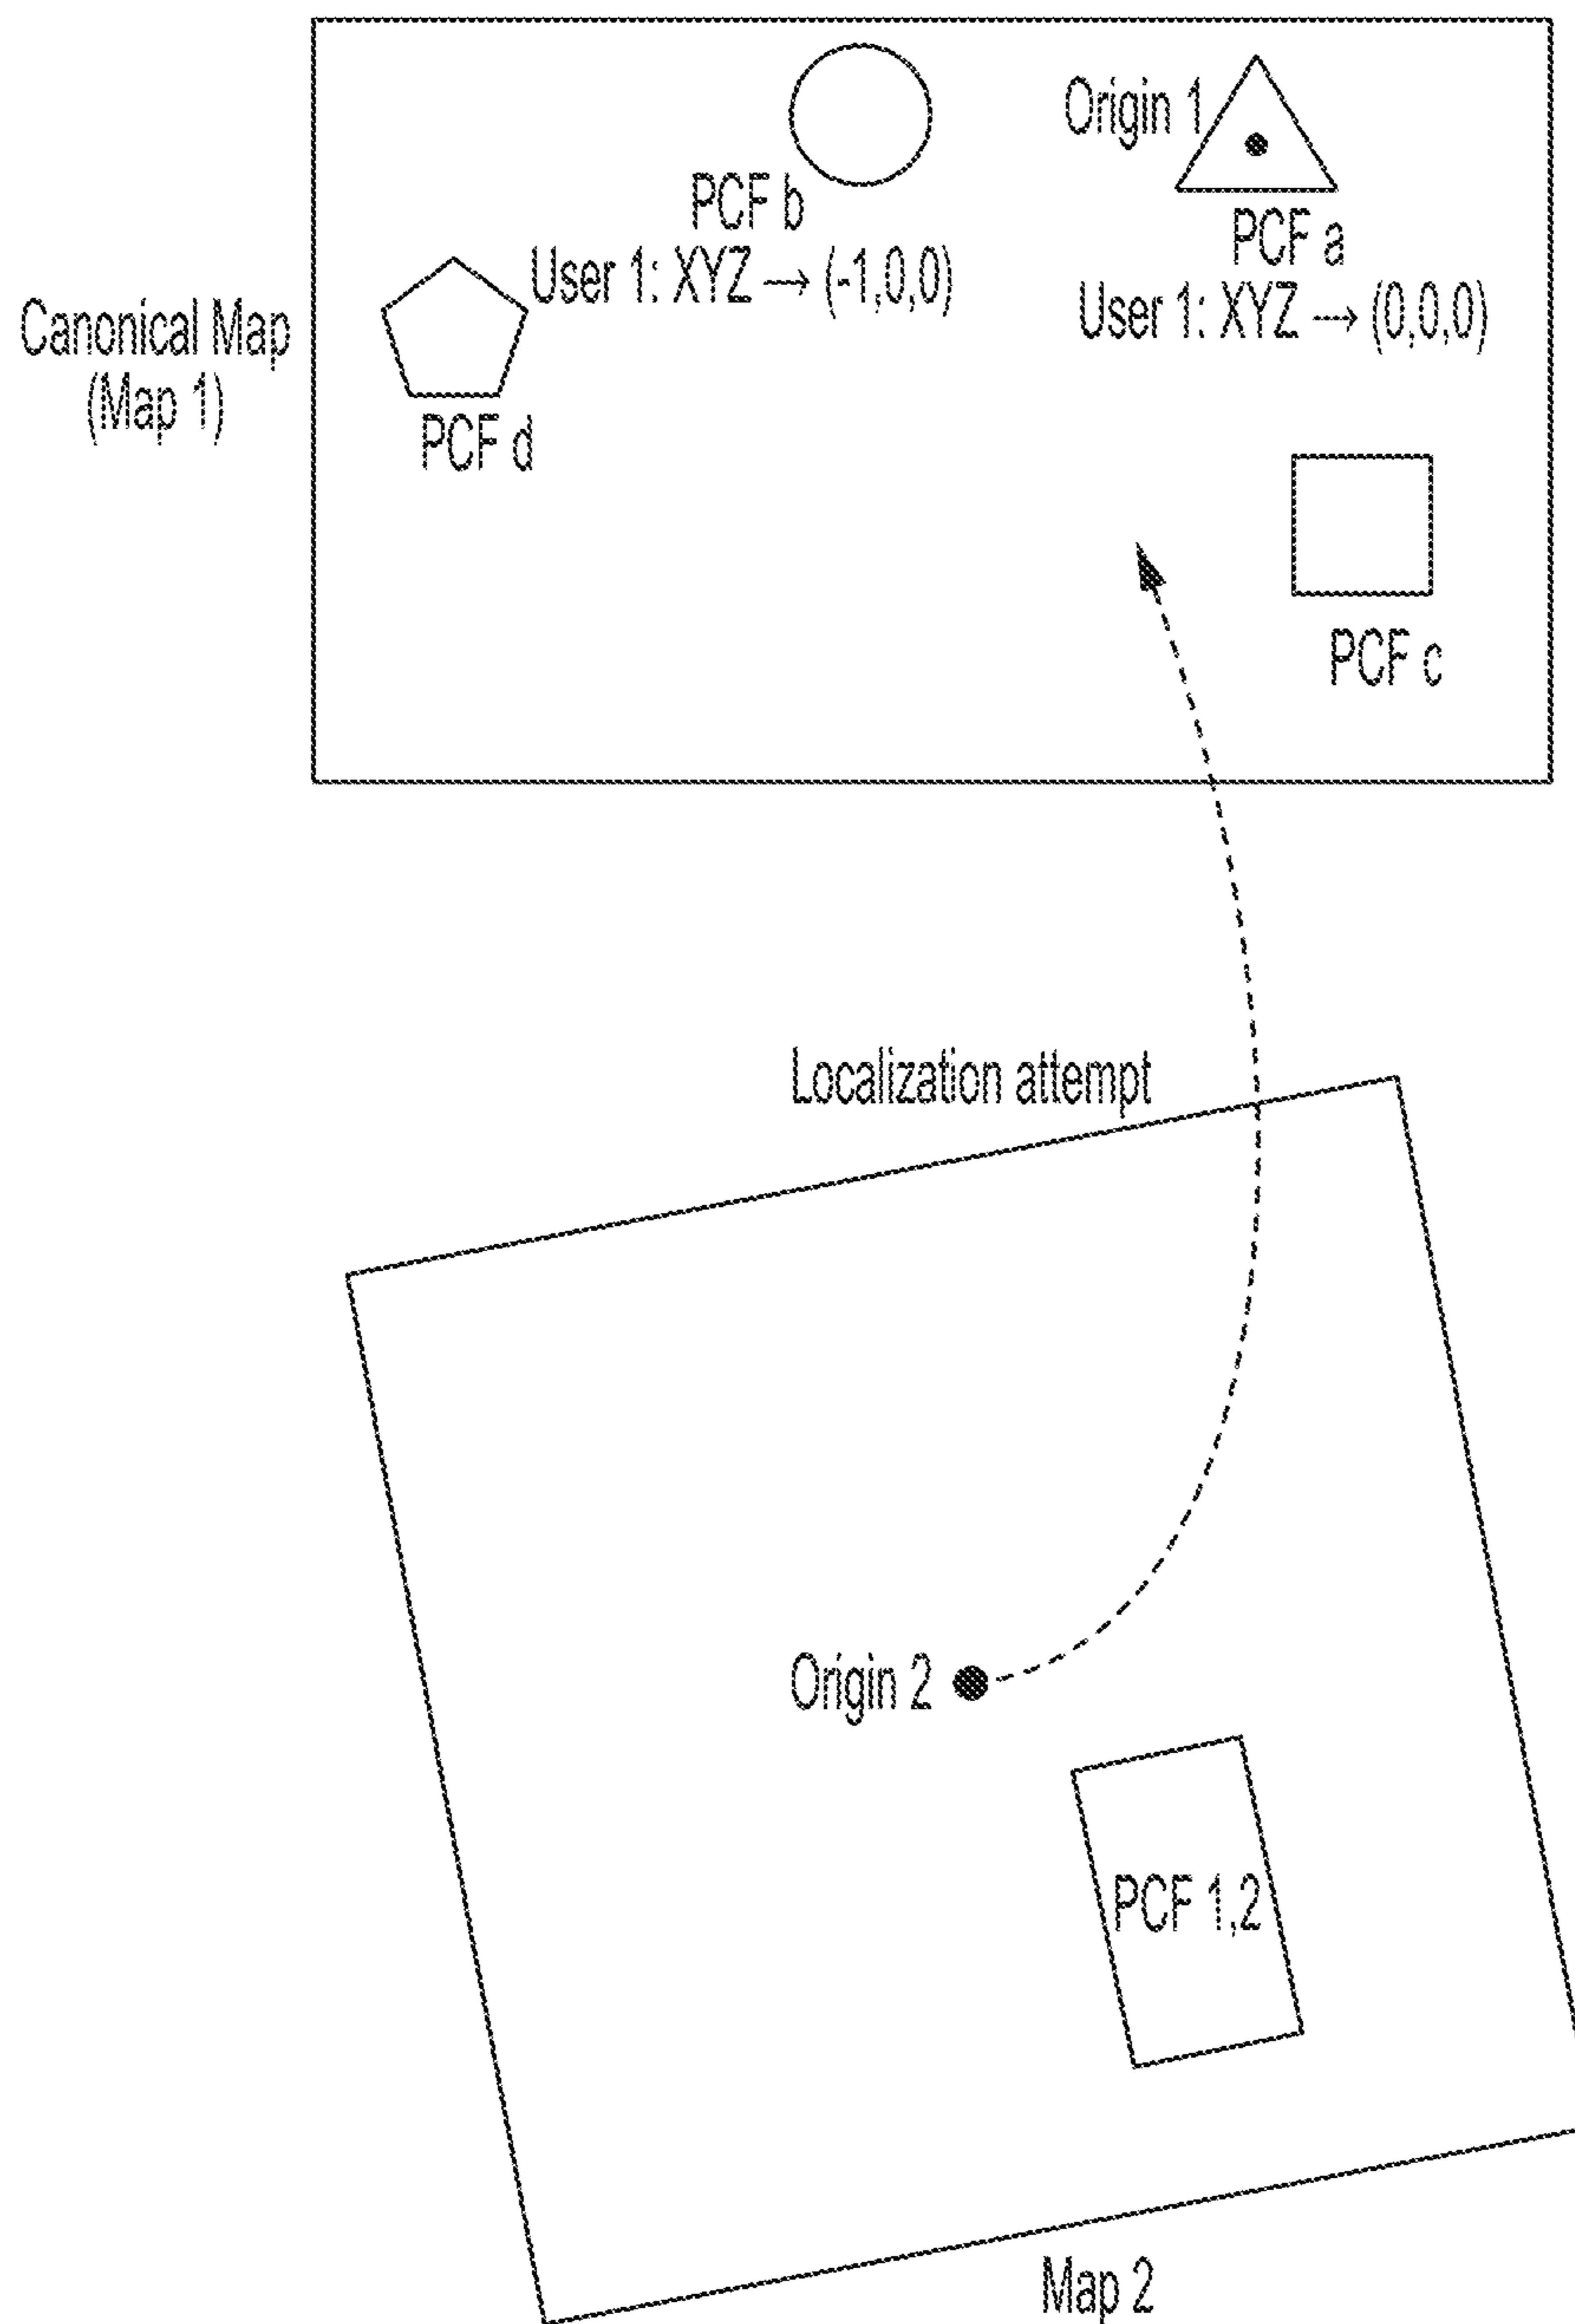 Origin 1
PCF b
User 1: XYZ → (-1,0,0)
PCF a
User 1: XYZ → (0,0,0)
Canonical Map
(Map 1)
PCF d
PCF c
Localization attempt
Origin 2
PCF 1,2
Map 2